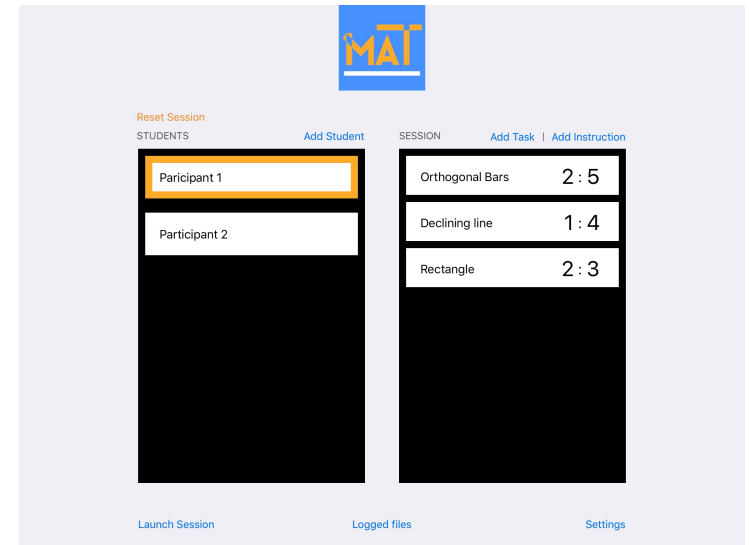 MAT
Reset Session
STUDENTS Add Student
SESSION Add Task | Add Instruction
Paricipant 1
Participant 2
Orthogonal Bars 2 : 5
Declining line 1 : 4
Rectangle 2 : 3
Launch Session Logged files Settings